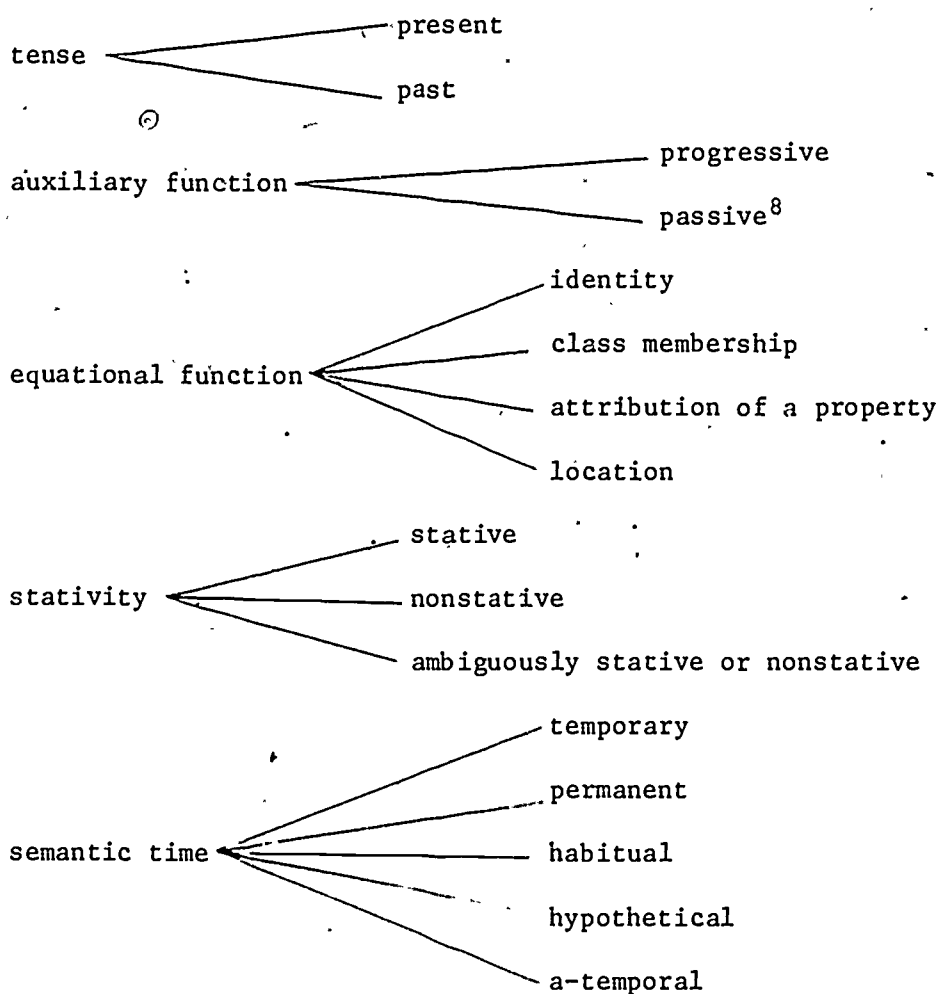 present
tense
past
progressive
auxiliary function
passive8
identity
class membership
equational function
attribution of a property
location
stative
stativity
nonstative
ambiguously stative or nonstative
temporary
permanent
semantic time
habitual
hypothetical
a-temporal